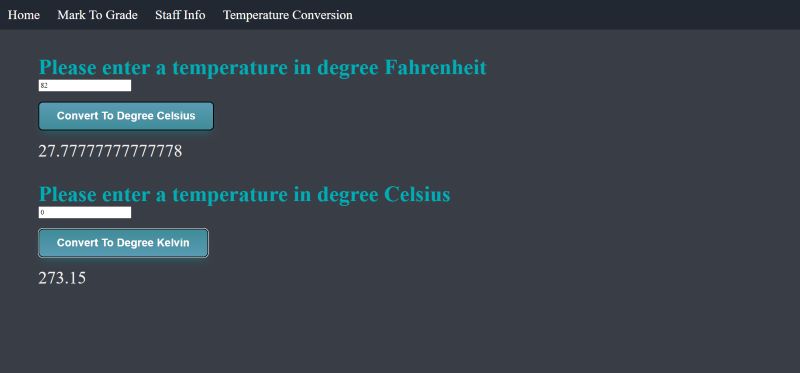 Home Mark To Grade Staff Info Temperature Conversion
Please enter a temperature in degree Fahrenheit
82
Convert To Degree Celsius
27.77777777777778
Please enter a temperature in degree Celsius
0
Convert To Degree Kelvin
273.15